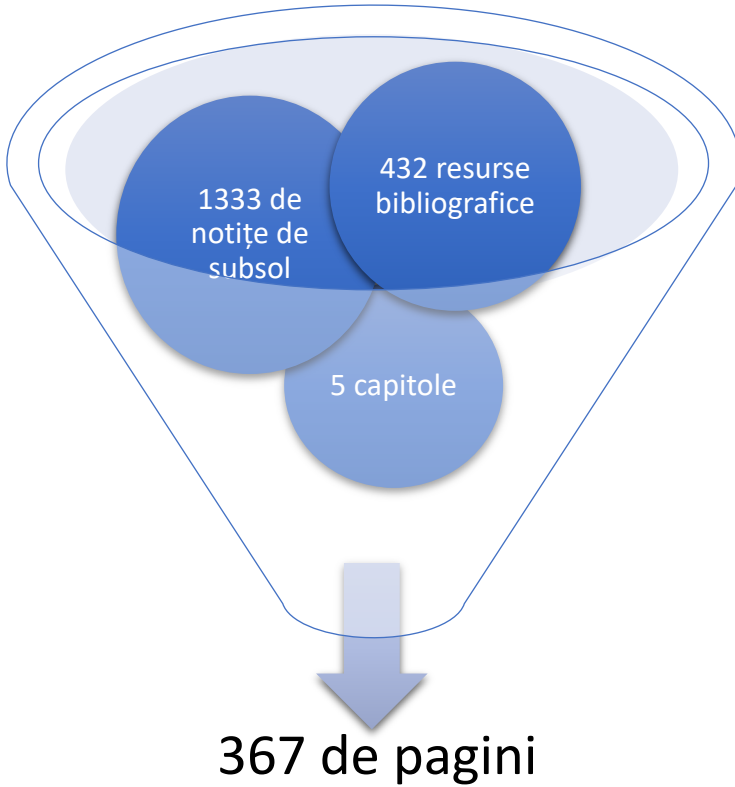 1333 de
notițe de
subsol
432 resurse
bibliografice
5 capitole
367 de pagini